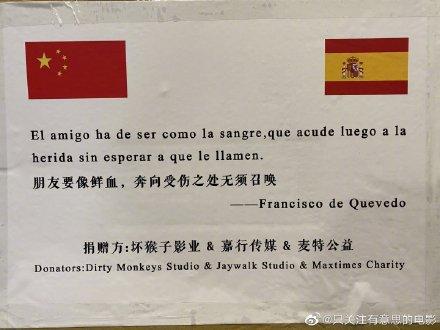 El amigo ha de ser como la sangre,que acude luego a la
herida sin esperar a que le llamen.
朋友要像鲜血，奔向受伤之处无须召唤
——Francisco de Quevedo
捐赠方:坏猴子影业 & 嘉行传媒 & 麦特公益
Donators:Dirty Monkeys Studio & Jaywalk Studio & Maxtimes Charity
@只关注有意思的电影